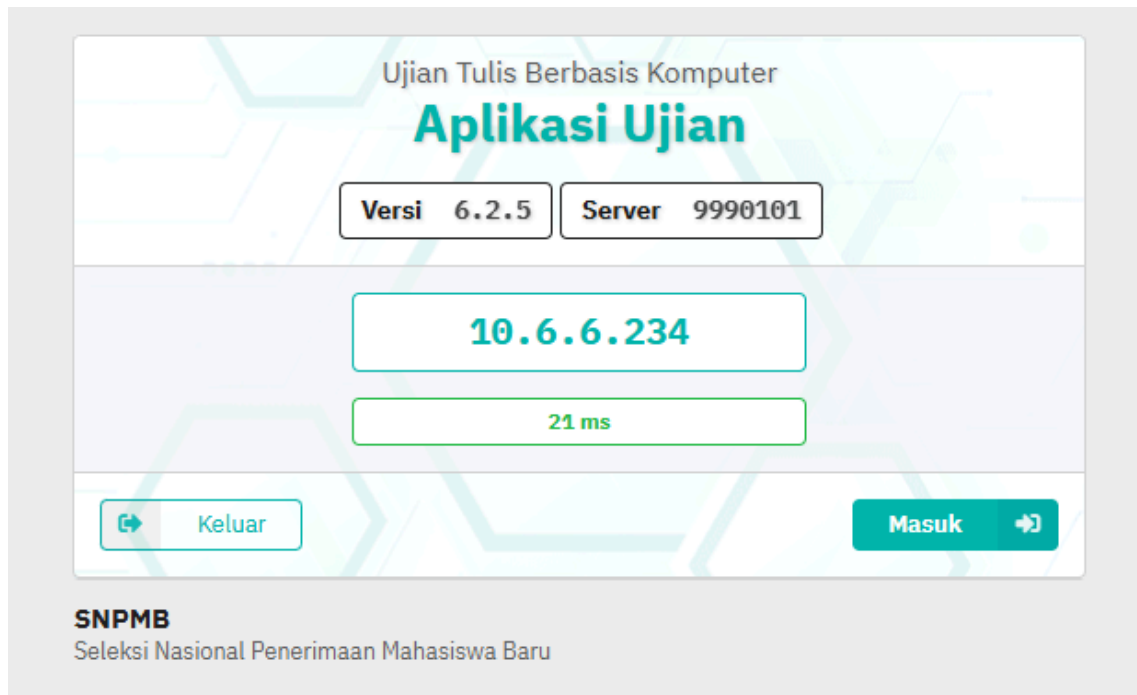 Ujian Tulis Berbasis Komputer
Aplikasi Ujian
Versi 6.2.5 Server 9990101
10.6.6.234
21 ms
Keluar Masuk
SNPMB
Seleksi Nasional Penerimaan Mahasiswa Baru